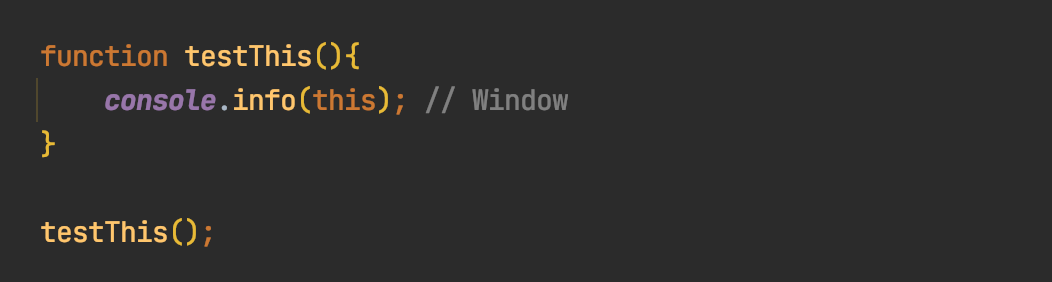 function testThis(){
    console.info(this); // Window
}
testThis();